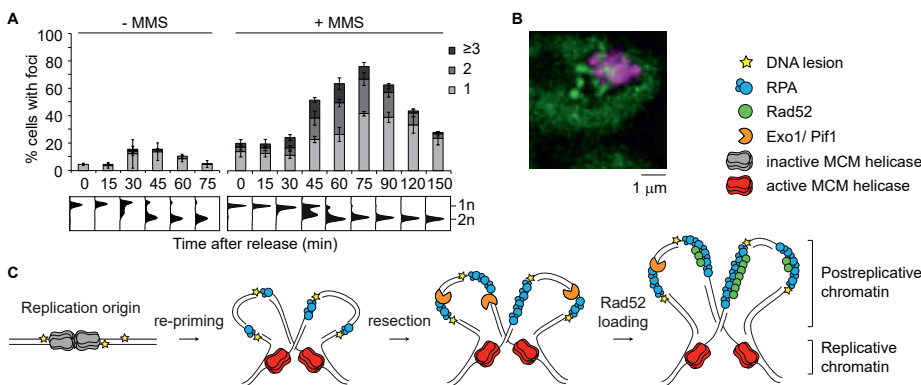 A
- MMS
+ MMS
% cells with foci
100
80
60
40
20
0
≥3
2
1
0 15 30 45 60 75
0 15 30 45 60 75 90 120 150
1n
2n
Time after release (min)
B
1 μm
DNA lesion
RPA
Rad52
Exo1/ Pif1
inactive MCM helicase
active MCM helicase
C
Replication origin
re-priming
resection
Rad52
loading
Postreplicative
chromatin
Replicative
chromatin